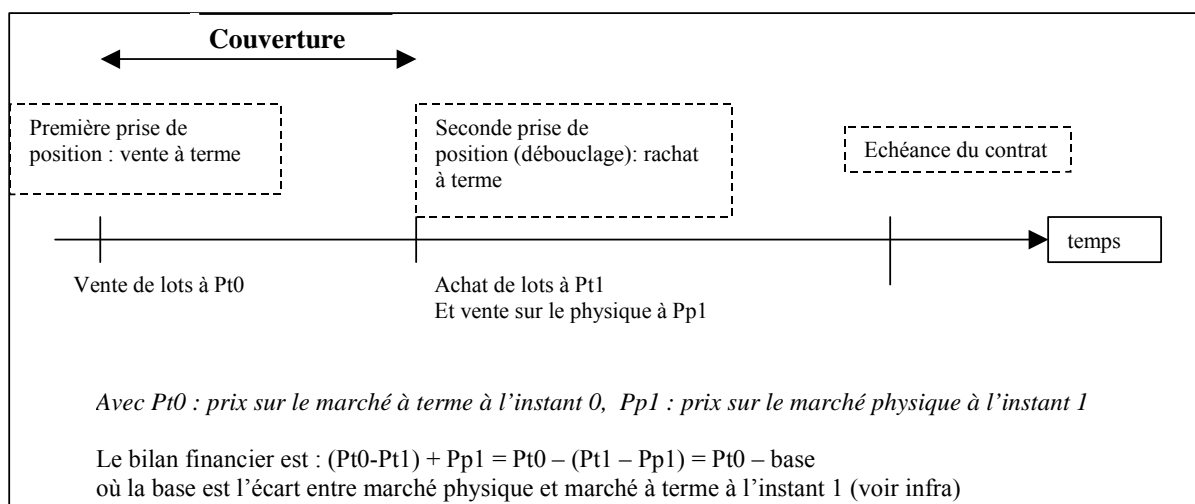 Couverture
Première prise de
position : vente à terme
Seconde prise de
position (débouclage): rachat
à terme
Echéance du contrat
temps
Vente de lots à Pt0
Achat de lots à Pt1
Et vente sur le physique à Pp1
Avec Pt0 : prix sur le marché à terme à l’instant 0, Pp1 : prix sur le marché physique à l’instant 1
Le bilan financier est : (Pt0-Pt1) + Pp1 = Pt0 – (Pt1 – Pp1) = Pt0 – base
où la base est l’écart entre marché physique et marché à terme à l’instant 1 (voir infra)